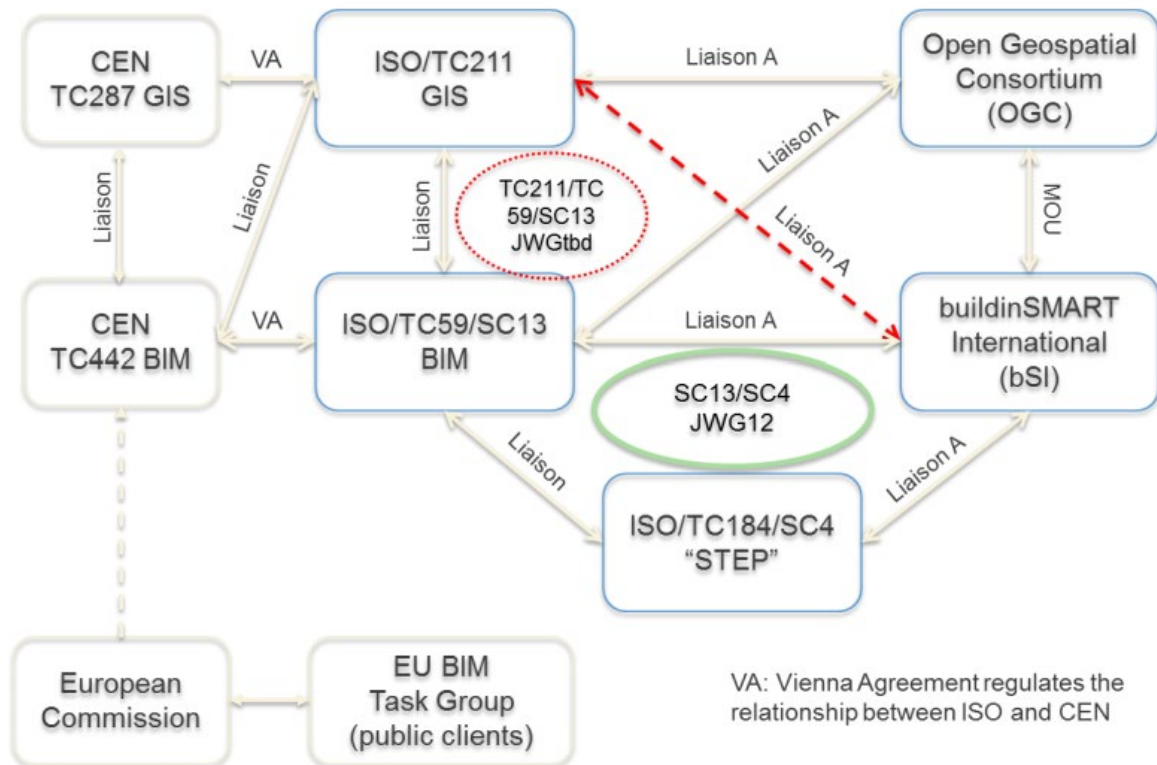 CEN
TC287 GIS
VA
ISO/TC211
GIS
Liaison A
Open Geospatial
Consortium
(OGC)
Liaison
Liaison
Liaison
TC211/TC
59/SC13
JWGtbd
Liaison A
Liaison A
MOU
CEN
TC442 BIM
VA
ISO/TC59/SC13
BIM
Liaison A
buildinSMART
International
(bSI)
SC13/SC4
JWG12
Liaison
Liaison A
ISO/TC184/SC4
“STEP”
European
Commission
EU BIM
Task Group
(public clients)
VA: Vienna Agreement regulates the
relationship between ISO and CEN